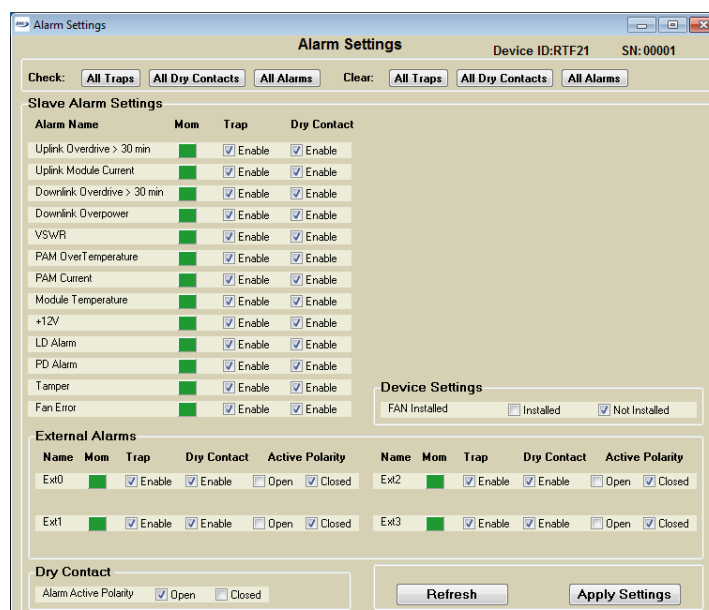 Alarm Settings
Alarm Settings Device ID:RTF21 SN:00001
Check: All Traps All Dry Contacts All Alarms Clear: All Traps All Dry Contacts All Alarms
Slave Alarm Settings
Alarm Name Mom Trap Dry Contact
Uplink Overdrive > 30 min Enable Enable
Uplink Module Current Enable Enable
Downlink Overdrive > 30 min Enable Enable
Downlink Overpower Enable Enable
VSWR Enable Enable
PAM OverTemperature Enable Enable
PAM Current Enable Enable
Module Temperature Enable Enable
+12V Enable Enable
LD Alarm Enable Enable
PD Alarm Enable Enable
Tamper Enable Enable
Fan Error Enable Enable
Device Settings
FAN Installed Installed Not Installed
External Alarms
Name Mom Trap Dry Contact Active Polarity Name Mom Trap Dry Contact Active Polarity
Ext0 Enable Enable Open Closed Ext2 Enable Enable Open Closed
Ext1 Enable Enable Open Closed Ext3 Enable Enable Open Closed
Dry Contact
Alarm Active Polarity Open Closed
Refresh Apply Settings